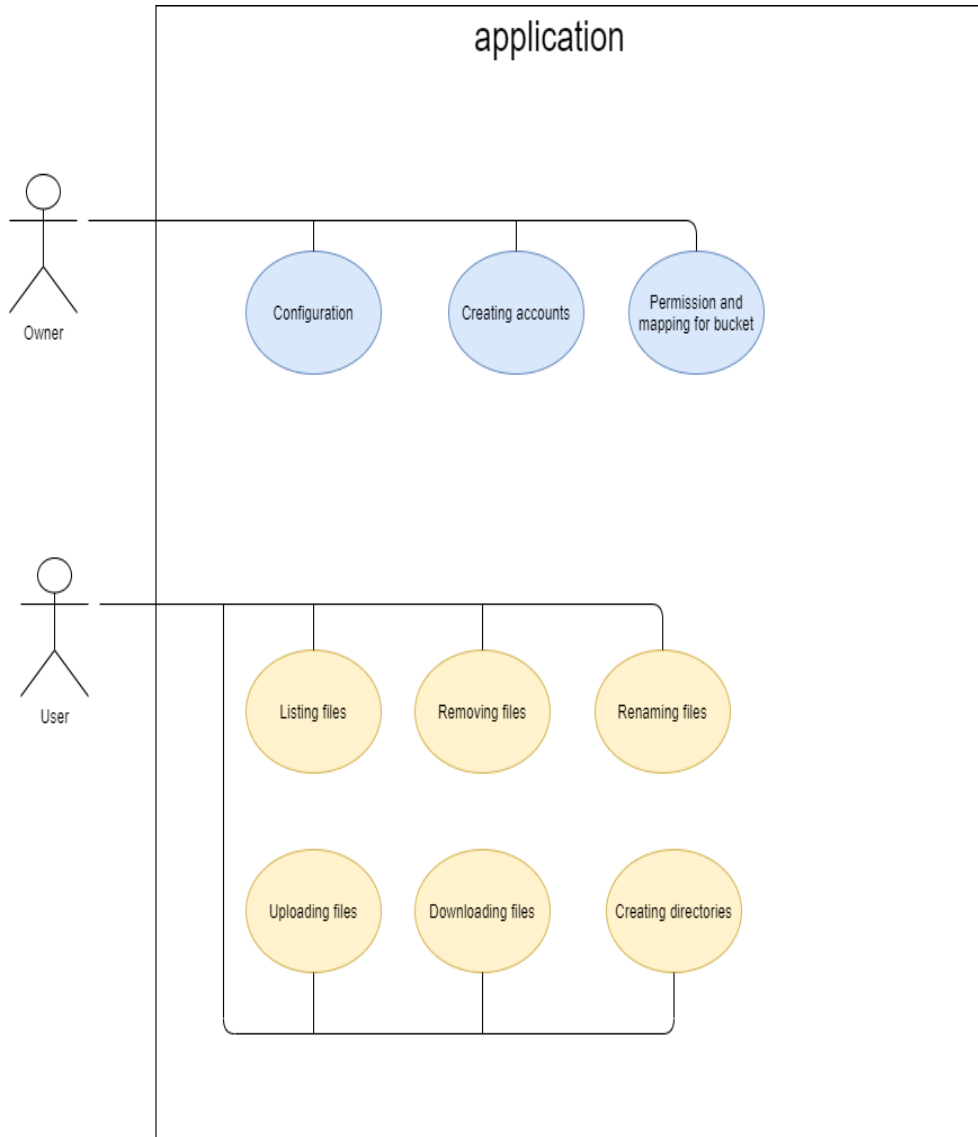 application
Owner
Configuration
Creating accounts
Permission and
mapping for bucket
User
Listing files
Removing files
Renaming files
Uploading files
Downloading files
Creating directories